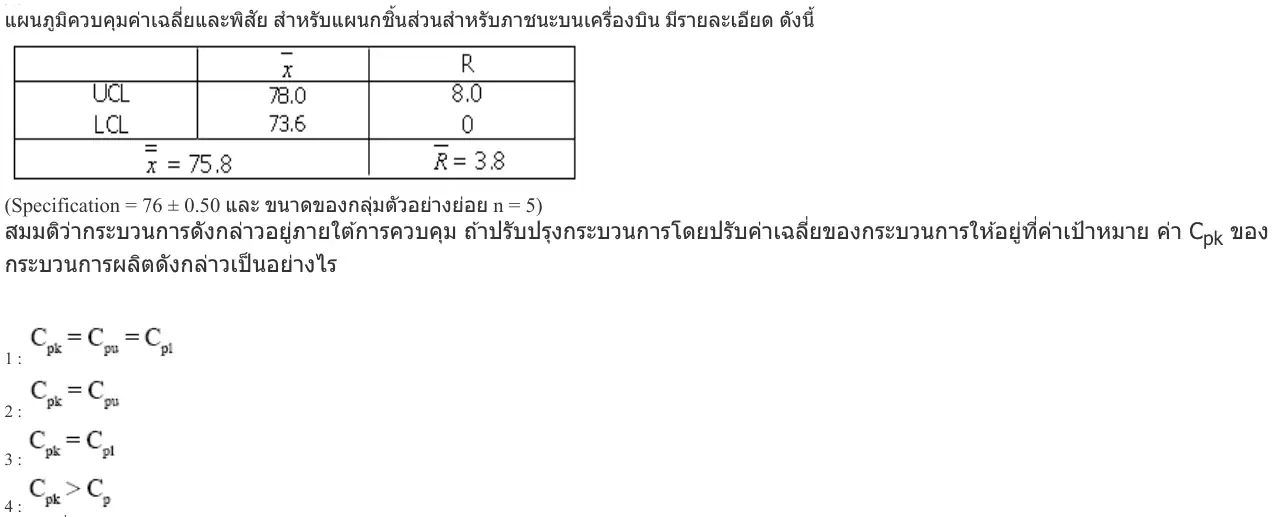 แผนภูมิควบคุมค่าเฉลี่ยและพิสัย สำหรับแผนกชิ้นส่วนสำหรับภาชนะบนเครื่องบิน มีรายละเอียด ดังนี้
x̄ R
UCL 78.0 8.0
LCL 73.6 0
x̿ = 75.8 R̄ = 3.8
(Specification = 76 ± 0.50 และ ขนาดของกลุ่มตัวอย่างย่อย n = 5)
สมมติว่ากระบวนการดังกล่าวอยู่ภายใต้การควบคุม ถ้าปรับปรุงกระบวนการโดยปรับค่าเฉลี่ยของกระบวนการให้อยู่ที่ค่าเป้าหมาย ค่า Cpk ของ
กระบวนการผลิตดังกล่าวเป็นอย่างไร
1 : Cpk = Cpu = Cpl
2 : Cpk = Cpu
3 : Cpk = Cpl
4 : Cpk > Cp